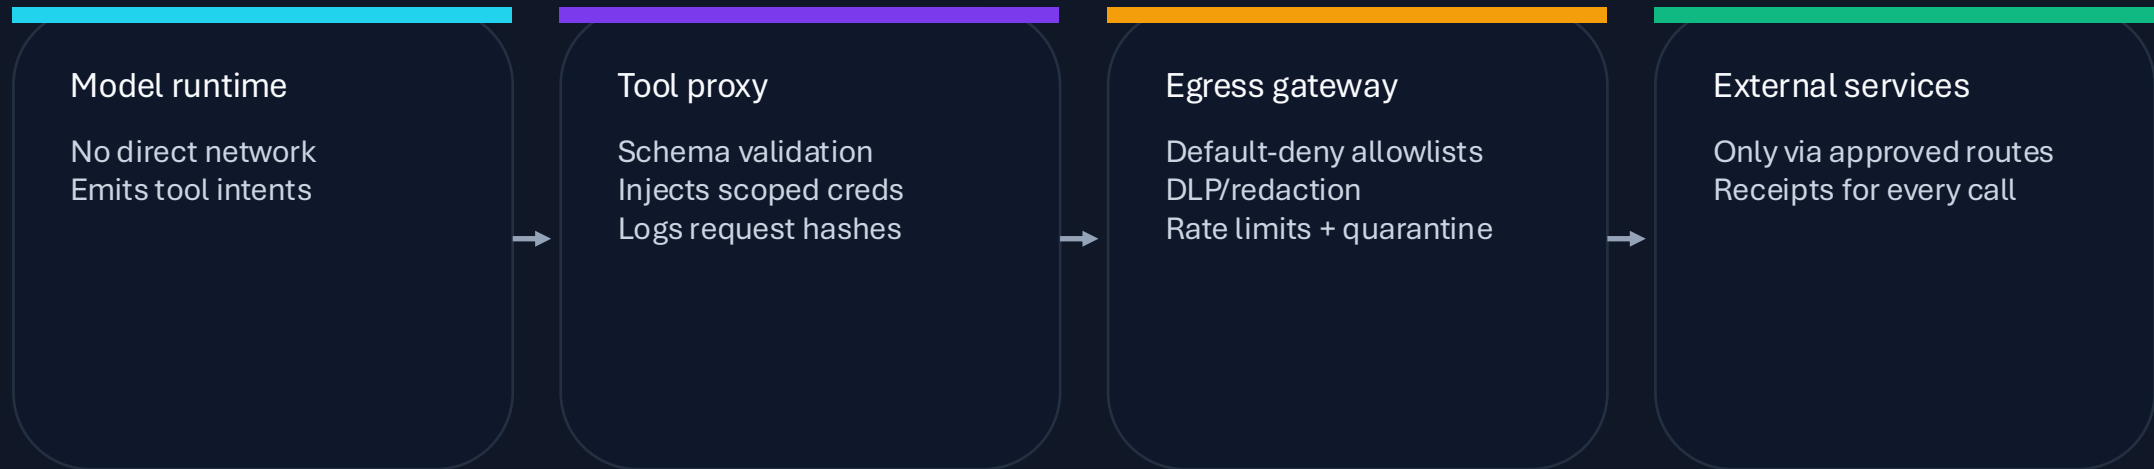 Model runtime
No direct network
Emits tool intents
Tool proxy
Schema validation
Injects scoped creds
Logs request hashes
Egress gateway
Default-deny allowlists
DLP/redaction
Rate limits + quarantine
External services
Only via approved routes
Receipts for every call